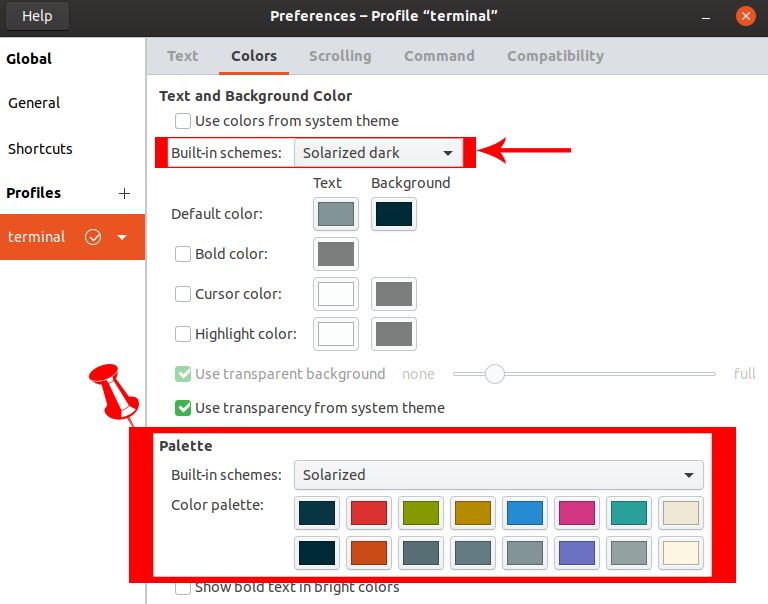 Help
Preferences – Profile “terminal”
Global
General
Shortcuts
Profiles
terminal
Text Colors Scrolling Command Compatibility
Text and Background Color
Use colors from system theme
Built-in schemes: Solarized dark
Text Background
Default color:
Bold color:
Cursor color:
Highlight color:
Use transparent background none full
Use transparency from system theme
Palette
Built-in schemes: Solarized
Color palette:
Show bold text in bright colors